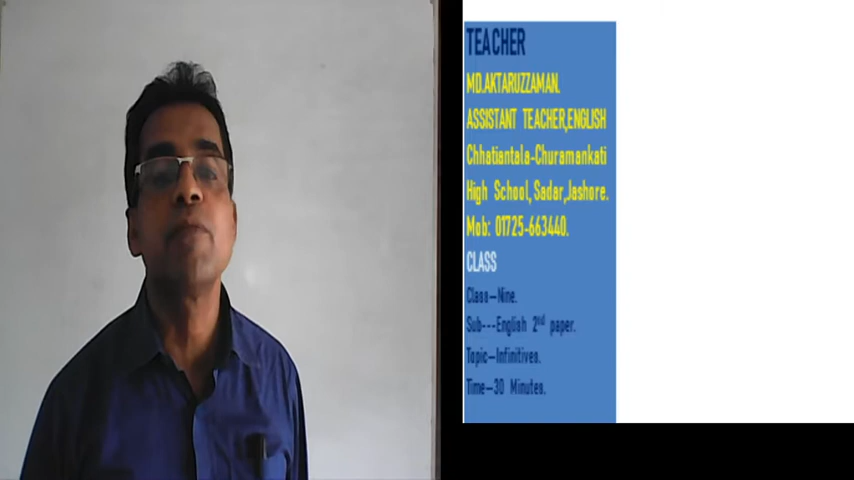 TEACHER
MD.AKTARUZZAMAN.
ASSISTANT TEACHER,ENGLISH
Chhatiantala-Churamankati
High School, Sadar,Jashore.
Mob: 01725-663440.
CLASS
Class—Nine.
Sub---English 2nd paper.
Topic—Infinitives.
Time—30 Minutes.